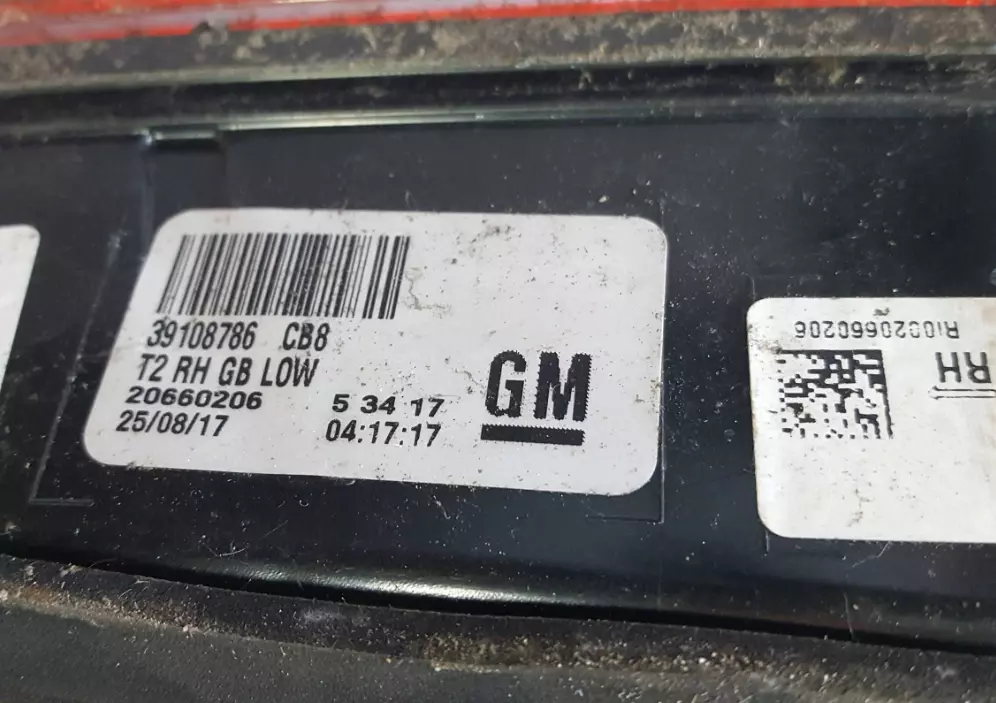 39108786 CB8
T2 RH GB LOW
20660206 5 34 17
25/08/17 04:17:17
GM
RI0020660206
RH